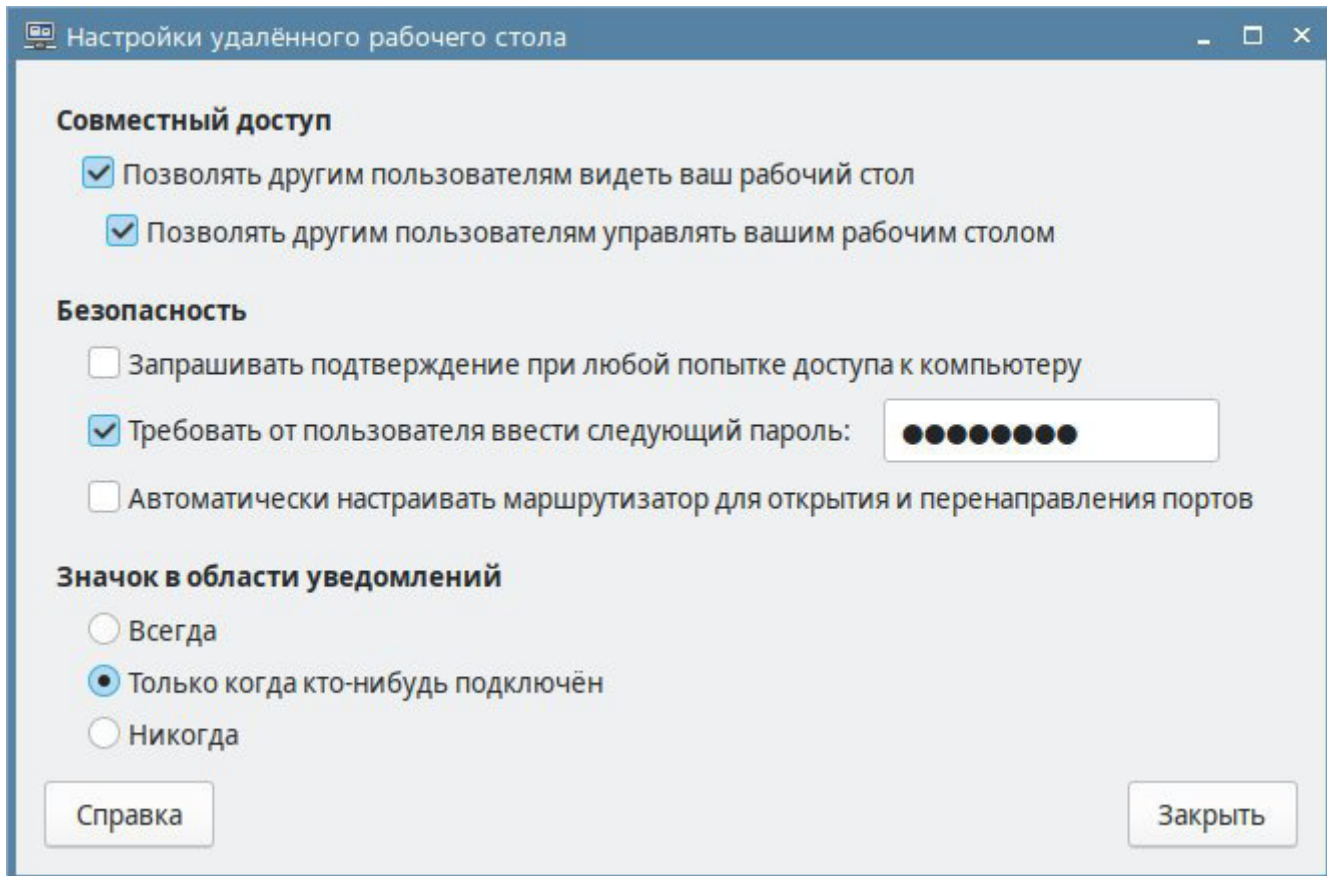 Настройки удалённого рабочего стола
Совместный доступ
Позволять другим пользователям видеть ваш рабочий стол
Позволять другим пользователям управлять вашим рабочим столом
Безопасность
Запрашивать подтверждение при любой попытке доступа к компьютеру
Требовать от пользователя ввести следующий пароль: ●●●●●●●●
Автоматически настраивать маршрутизатор для открытия и перенаправления портов
Значок в области уведомлений
Всегда
Только когда кто-нибудь подключён
Никогда
Справка
Закрыть